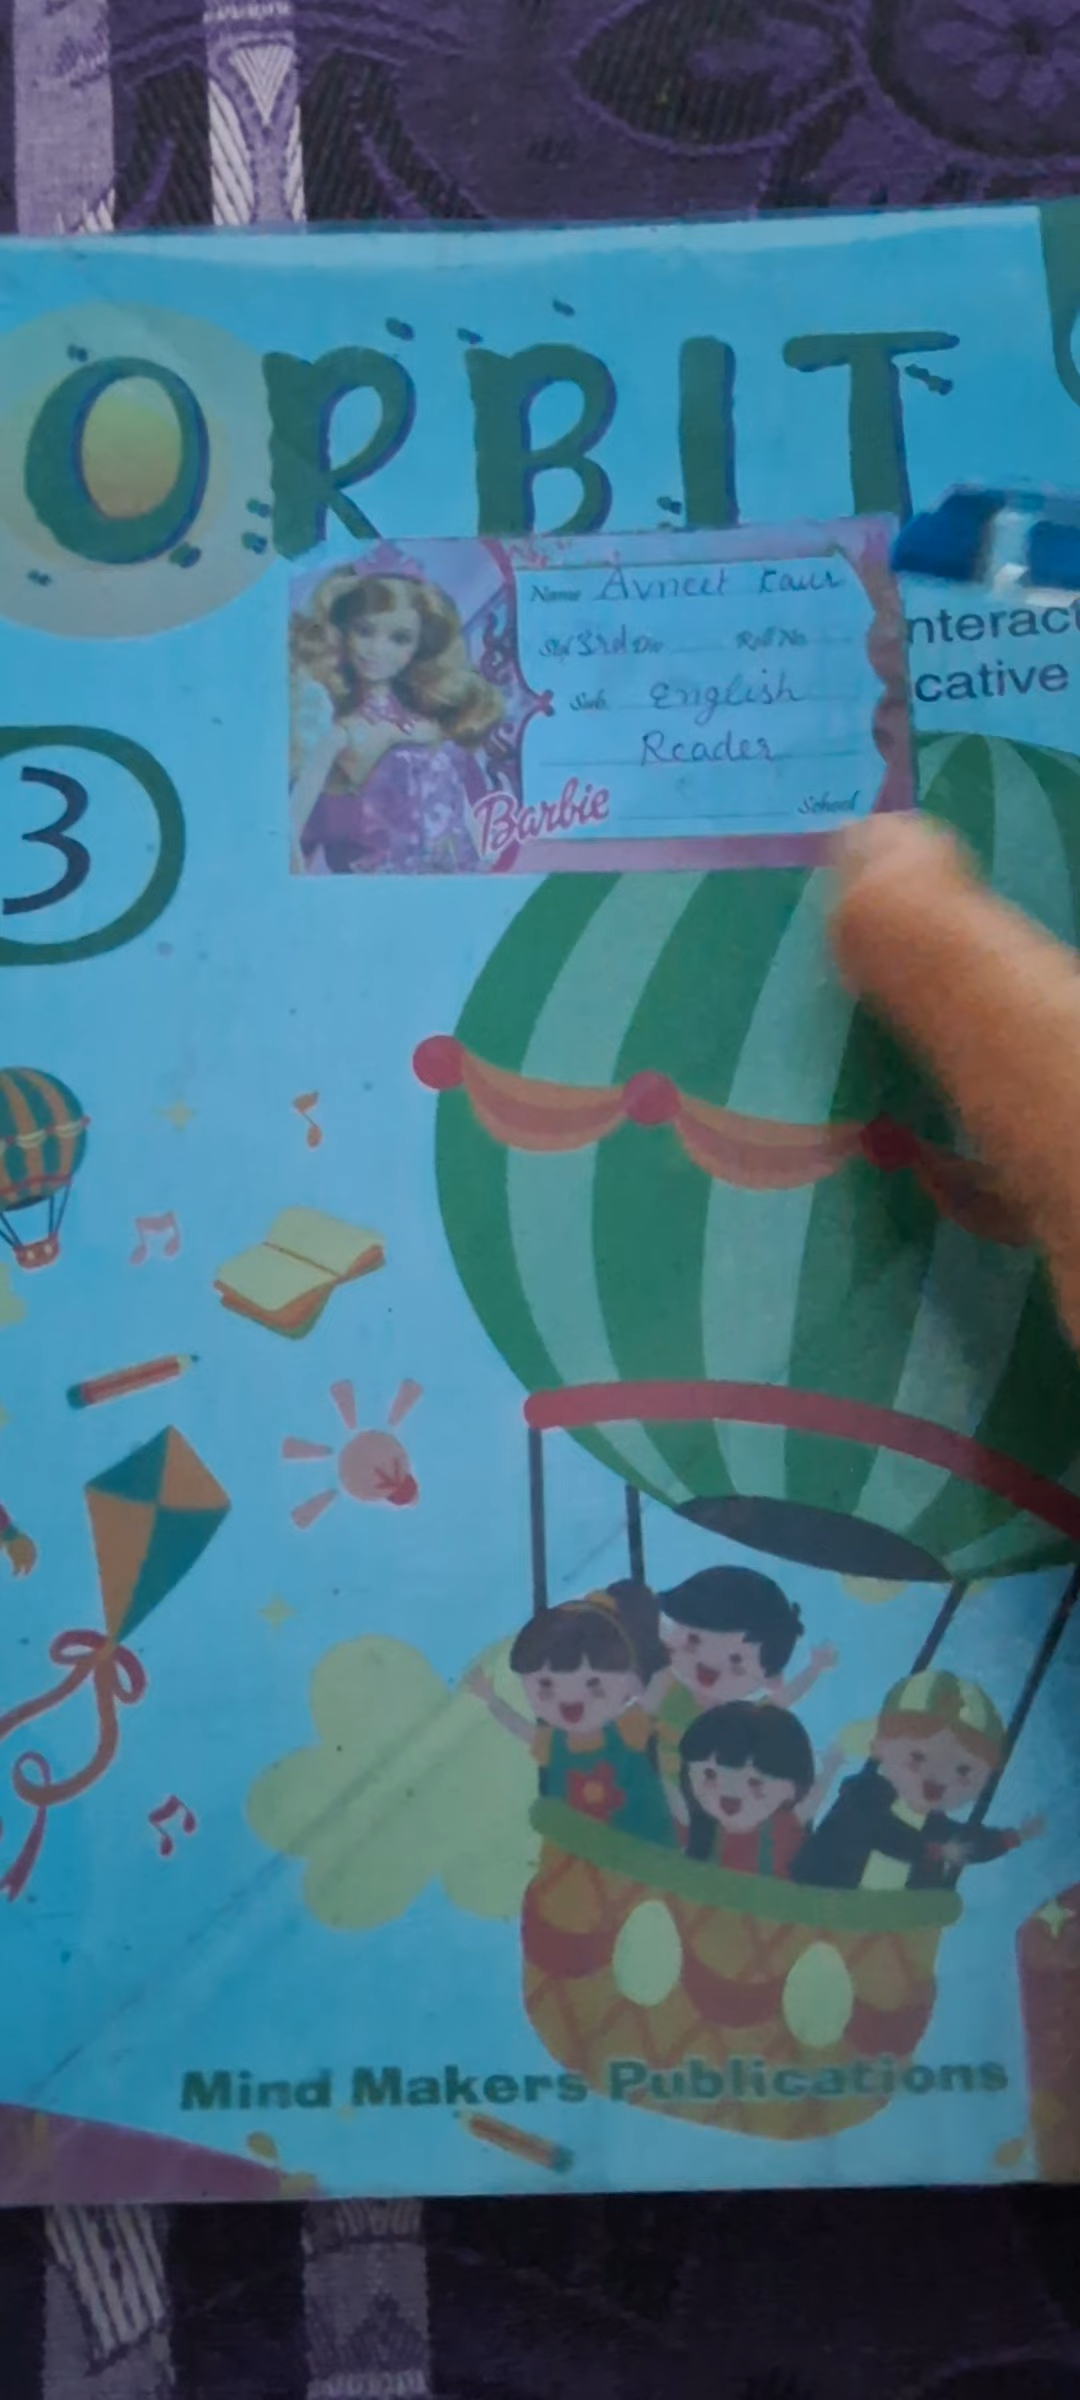 ORBIT
Name Avneet Kaur
Std 3rd Div Roll No.
Sub. English
Reader
Barbie School
nteract
cative
3
Mind Makers Publications